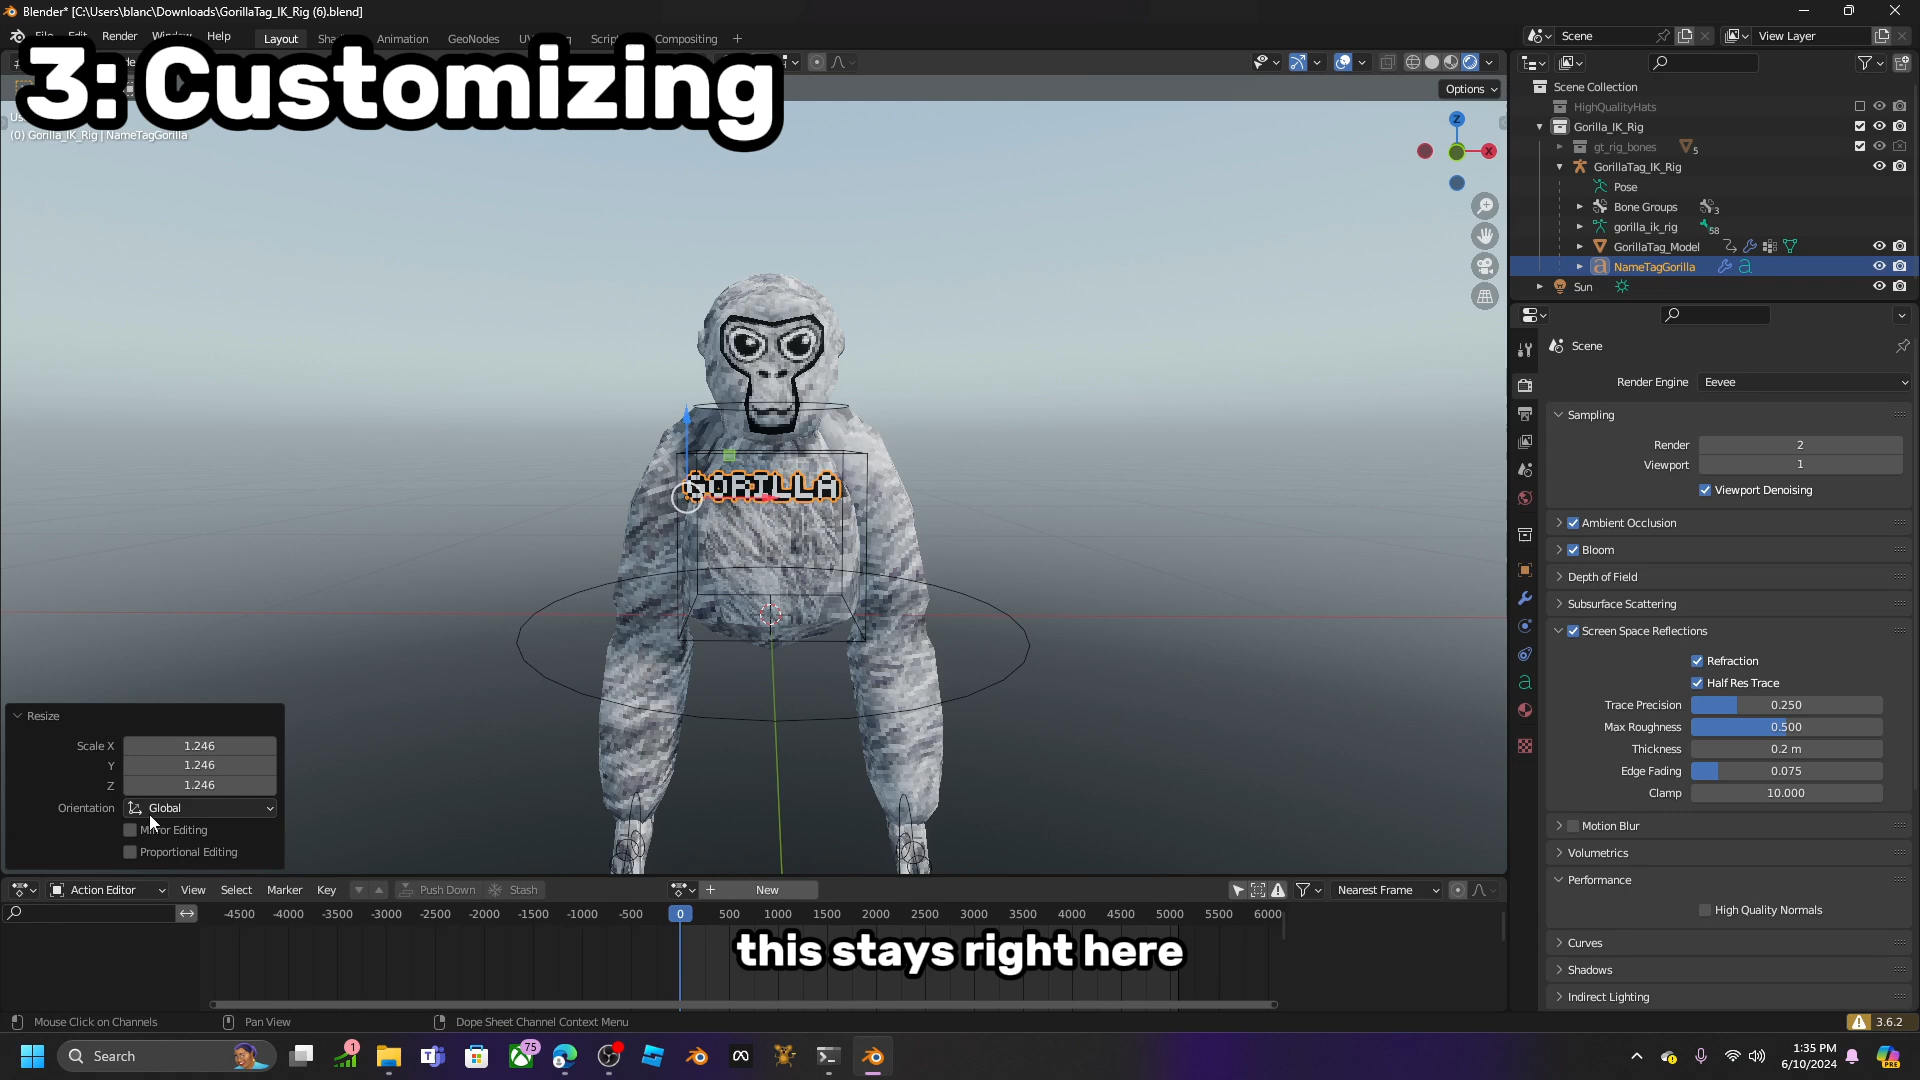 Blender* [C:\Users\blanc\Downloads\GorillaTag_IK_Rig (6).blend]
Render
Help
Layout
Animation
GeoNodes
Compositing
Scene
View Layer
3: Customizing
Options
(0) Gorilla_IK_Rig | NameTagGorilla
Z
X
GORILLA
Scene Collection
HighQualityHats
Gorilla_IK_Rig
gt_rig_bones
5
GorillaTag_IK_Rig
Pose
Bone Groups
3
gorilla_ik_rig
58
GorillaTag_Model
NameTagGorilla
Sun
Scene
Render Engine
Eevee
Sampling
Render
2
Viewport
1
Viewport Denoising
Ambient Occlusion
Bloom
Depth of Field
Subsurface Scattering
Screen Space Reflections
Refraction
Half Res Trace
Trace Precision
0.250
Max Roughness
0.500
Thickness
0.2 m
Edge Fading
0.075
Clamp
10.000
Motion Blur
Volumetrics
Performance
High Quality Normals
Curves
Shadows
Indirect Lighting
Resize
Scale X
1.246
Y
1.246
Z
1.246
Orientation
Global
Mirror Editing
Proportional Editing
Action Editor
View
Select
Marker
Key
Push Down
Stash
New
Nearest Frame
-4500
-4000
-3500
-3000
-2500
-2000
-1500
-1000
-500
0
500
1000
1500
2000
2500
3000
3500
4000
4500
5000
5500
6000
this stays right here
Mouse Click on Channels
Pan View
Dope Sheet Channel Context Menu
3.6.2
Search
1
75
1:35 PM
6/10/2024
PRE